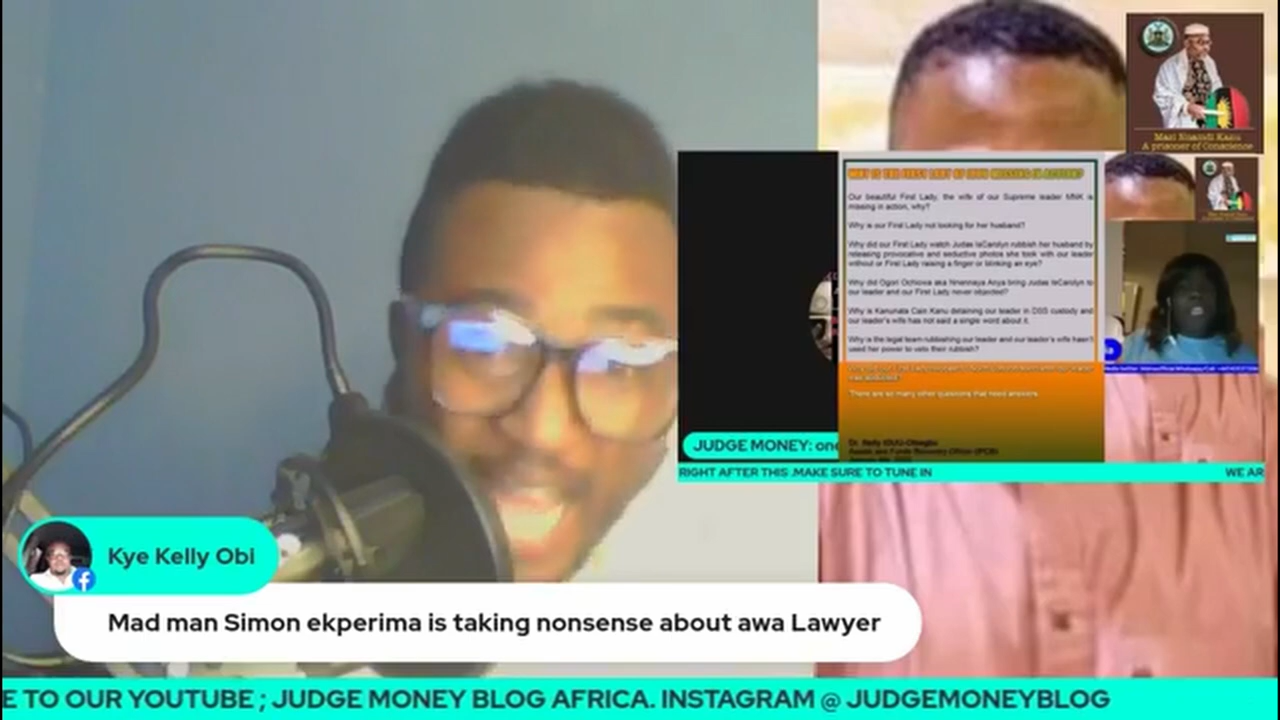 Mazi Nnamdi Kanu
A prisoner of Conscience
WHY IS THE FIRST LADY OF IPOB MISSING IN ACTION?
Our beautiful First Lady, the wife of our Supreme leader MNK is
missing in action, why?
Why is our First Lady not looking for her husband?
Why did our First Lady watch Judas IsCarolyn rubbish her husband by
releasing provocative and seductive photos she took with our leader
without or First Lady raising a finger or blinking an eye?
Why did Ogori Ochiowa aka Nnennaya Anya bring Judas IsCarolyn to
our leader and our First Lady never objected?
Why is Kanunata Cain Kanu detaining our leader in DSS custody and
our leader's wife has not said a single word about it.
Why is the legal team rubbishing our leader and our leader's wife hasn't
used her power to veto their rubbish?
There are so many other questions that need answers.
JUDGE MONEY: one
RIGHT AFTER THIS .MAKE SURE TO TUNE IN
WE AR
Kye Kelly Obi
Mad man Simon ekperima is taking nonsense about awa Lawyer
E TO OUR YOUTUBE ; JUDGE MONEY BLOG AFRICA. INSTAGRAM @ JUDGEMONEYBLOG